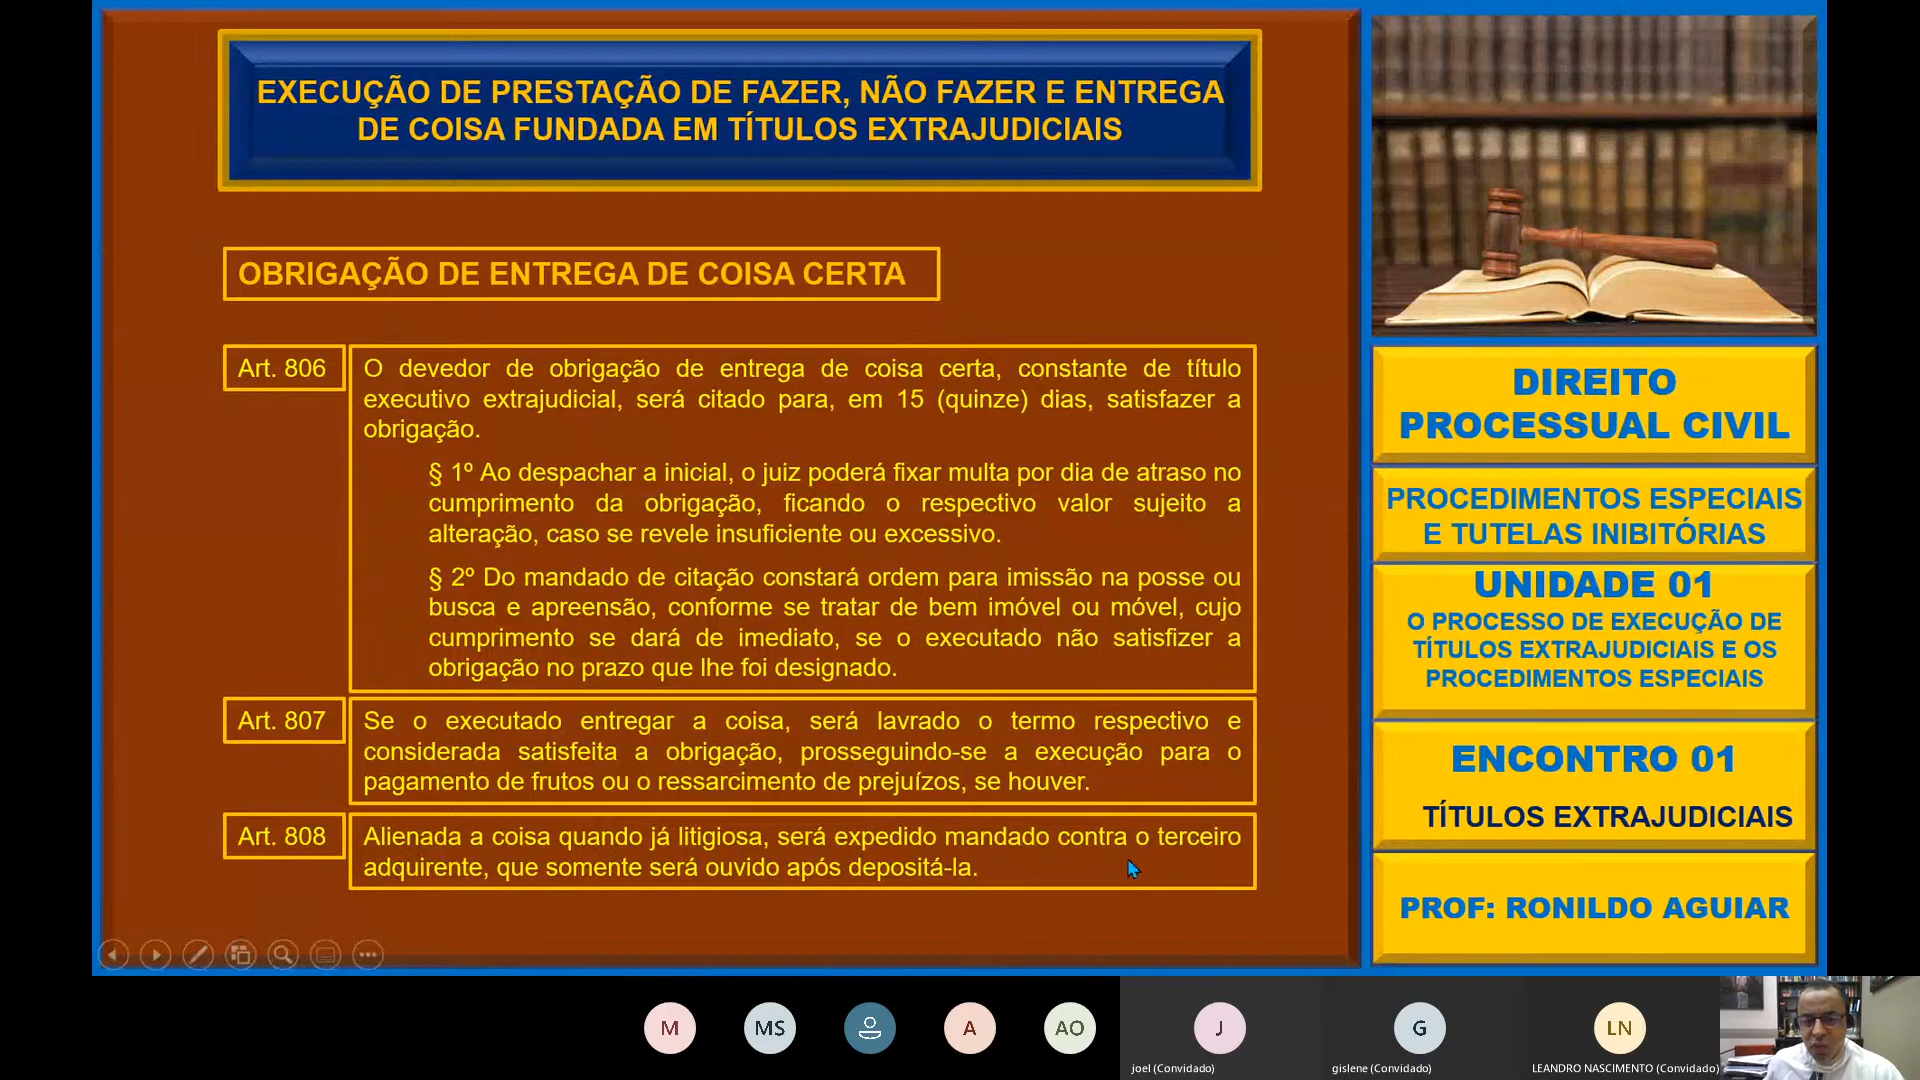 EXECUÇÃO DE PRESTAÇÃO DE FAZER, NÃO FAZER E ENTREGA
DE COISA FUNDADA EM TÍTULOS EXTRAJUDICIAIS
OBRIGAÇÃO DE ENTREGA DE COISA CERTA
Art. 806
O devedor de obrigação de entrega de coisa certa, constante de título
executivo extrajudicial, será citado para, em 15 (quinze) dias, satisfazer a
obrigação.
§ 1º Ao despachar a inicial, o juiz poderá fixar multa por dia de atraso no
cumprimento da obrigação, ficando o respectivo valor sujeito a
alteração, caso se revele insuficiente ou excessivo.
§ 2º Do mandado de citação constará ordem para imissão na posse ou
busca e apreensão, conforme se tratar de bem imóvel ou móvel, cujo
cumprimento se dará de imediato, se o executado não satisfizer a
obrigação no prazo que lhe foi designado.
Art. 807
Se o executado entregar a coisa, será lavrado o termo respectivo e
considerada satisfeita a obrigação, prosseguindo-se a execução para o
pagamento de frutos ou o ressarcimento de prejuízos, se houver.
Art. 808
Alienada a coisa quando já litigiosa, será expedido mandado contra o terceiro
adquirente, que somente será ouvido após depositá-la.
DIREITO
PROCESSUAL CIVIL
PROCEDIMENTOS ESPECIAIS
E TUTELAS INIBITÓRIAS
UNIDADE 01
O PROCESSO DE EXECUÇÃO DE
TÍTULOS EXTRAJUDICIAIS E OS
PROCEDIMENTOS ESPECIAIS
ENCONTRO 01
TÍTULOS EXTRAJUDICIAIS
PROF: RONILDO AGUIAR
M
MS
A
AO
J
G
LN
joel (Convidado)
gislene (Convidado)
LEANDRO NASCIMENTO (Convidado)